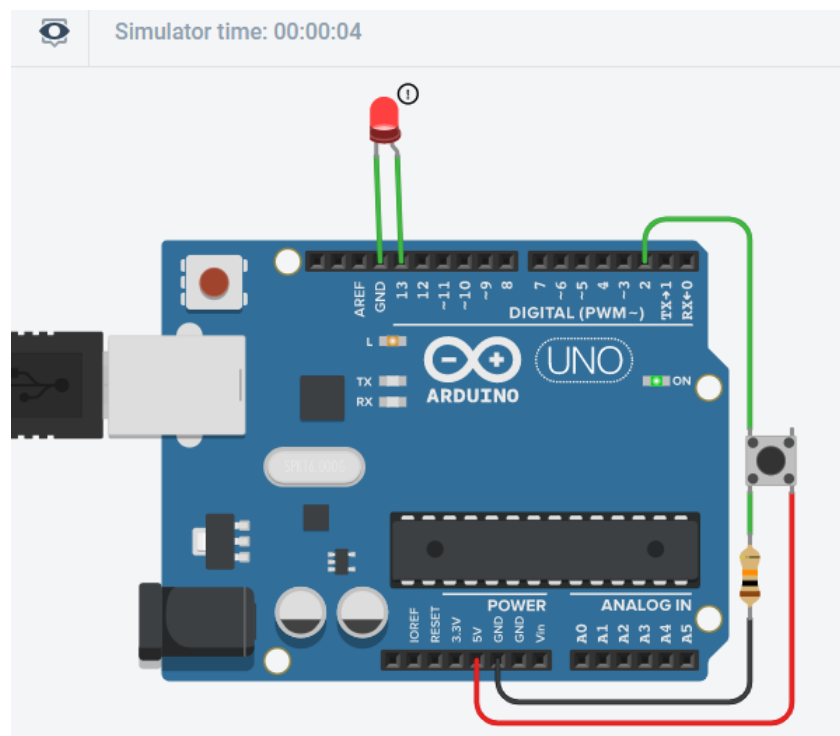 Simulator time: 00:00:04
!
AREF
GND
13
12
~11
~10
~9
8
7
~6
~5
4
~3
2
TX→1
RX←0
DIGITAL (PWM~)
L
TX
RX
UNO
ARDUINO
ON
SPK16.000G
POWER
ANALOG IN
IOREF
RESET
3.3V
5V
GND
GND
Vin
A0
A1
A2
A3
A4
A5